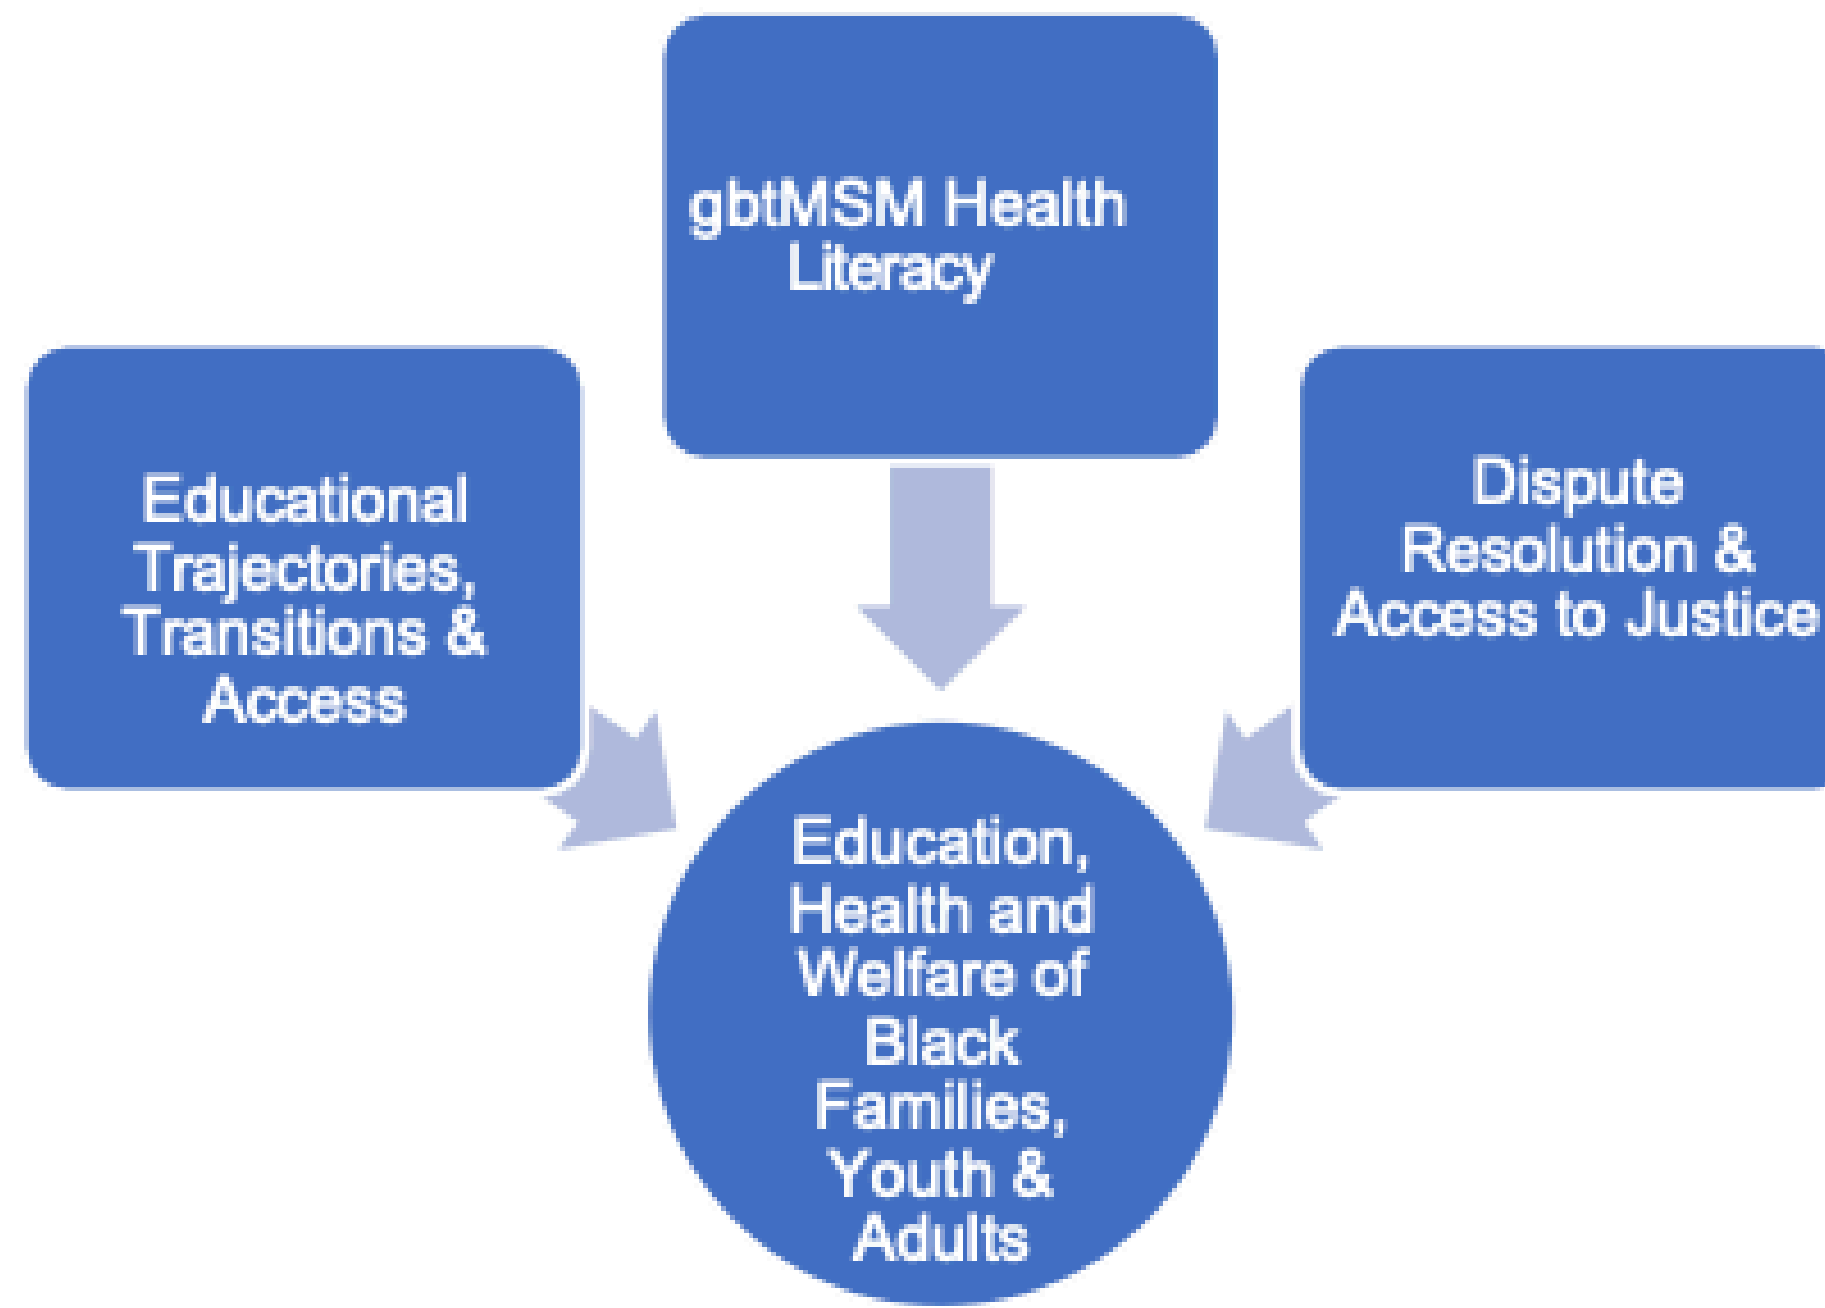 gbtMSM Health
Literacy
Educational
Trajectories,
Transitions &
Access
Dispute
Resolution &
Access to Justice
Education,
Health and
Welfare of
Black
Families,
Youth &
Adults